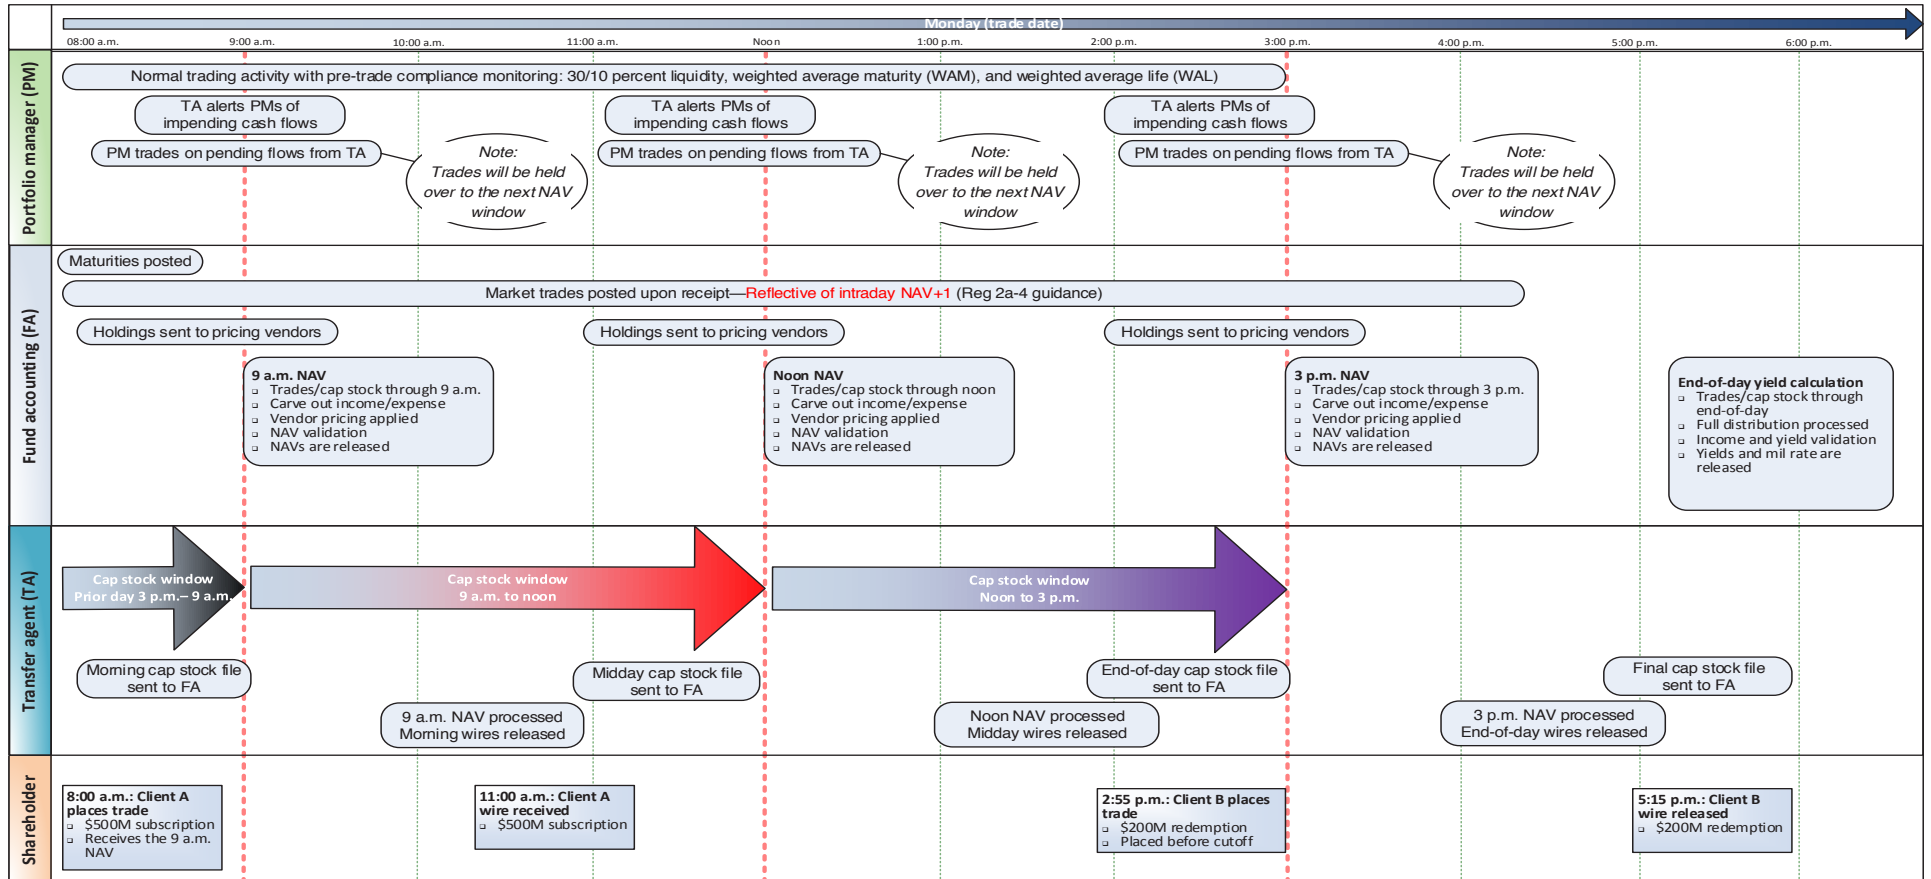 Monday (trade date)
08:00 a.m.
9:00 a.m.
10:00 a.m.
11:00 a.m.
Noon
1:00 p.m.
2:00 p.m.
3:00 p.m.
4:00 p.m.
5:00 p.m.
6:00 p.m.
Portfolio manager (PM)
Normal trading activity with pre-trade compliance monitoring: 30/10 percent liquidity, weighted average maturity (WAM), and weighted average life (WAL)
TA alerts PMs of
impending cash flows
PM trades on pending flows from TA
Note:
Trades will be held
over to the next NAV
window
TA alerts PMs of
impending cash flows
PM trades on pending flows from TA
Note:
Trades will be held
over to the next NAV
window
TA alerts PMs of
impending cash flows
PM trades on pending flows from TA
Note:
Trades will be held
over to the next NAV
window
Fund accounting (FA)
Maturities posted
Market trades posted upon receipt—Reflective of intraday NAV+1 (Reg 2a-4 guidance)
Holdings sent to pricing vendors
Holdings sent to pricing vendors
Holdings sent to pricing vendors
9 a.m. NAV
Trades/cap stock through 9 a.m.
Carve out income/expense
Vendor pricing applied
NAV validation
NAVs are released
Noon NAV
Trades/cap stock through noon
Carve out income/expense
Vendor pricing applied
NAV validation
NAVs are released
3 p.m. NAV
Trades/cap stock through 3 p.m.
Carve out income/expense
Vendor pricing applied
NAV validation
NAVs are released
End-of-day yield calculation
Trades/cap stock through
end-of-day
Full distribution processed
Income and yield validation
Yields and mil rate are
released
Transfer agent (TA)
Cap stock window
Prior day 3 p.m.– 9 a.m.
Cap stock window
9 a.m. to noon
Cap stock window
Noon to 3 p.m.
Morning cap stock file
sent to FA
9 a.m. NAV processed
Morning wires released
Midday cap stock file
sent to FA
Noon NAV processed
Midday wires released
End-of-day cap stock file
sent to FA
3 p.m. NAV processed
End-of-day wires released
Final cap stock file
sent to FA
Shareholder
8:00 a.m.: Client A
places trade
$500M subscription
Receives the 9 a.m.
NAV
11:00 a.m.: Client A
wire received
$500M subscription
2:55 p.m.: Client B places
trade
$200M redemption
Placed before cutoff
5:15 p.m.: Client B
wire released
$200M redemption